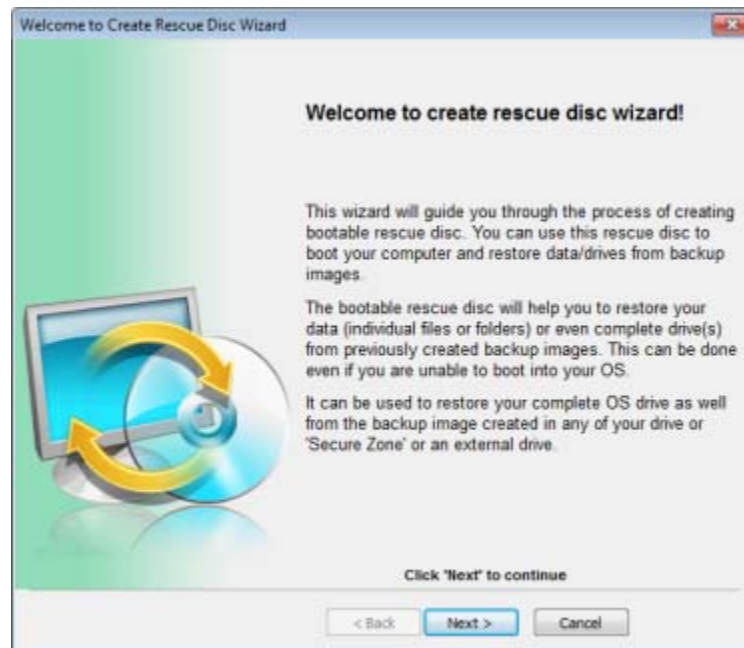 Welcome to Create Rescue Disc Wizard
Welcome to create rescue disc wizard!
This wizard will guide you through the process of creating
bootable rescue disc. You can use this rescue disc to
boot your computer and restore data/drives from backup
images.
The bootable rescue disc will help you to restore your
data (individual files or folders) or even complete drive(s)
from previously created backup images. This can be done
even if you are unable to boot into your OS.
It can be used to restore your complete OS drive as well
from the backup image created in any of your drive or
'Secure Zone' or an external drive.
Click 'Next' to continue
< Back
Next >
Cancel